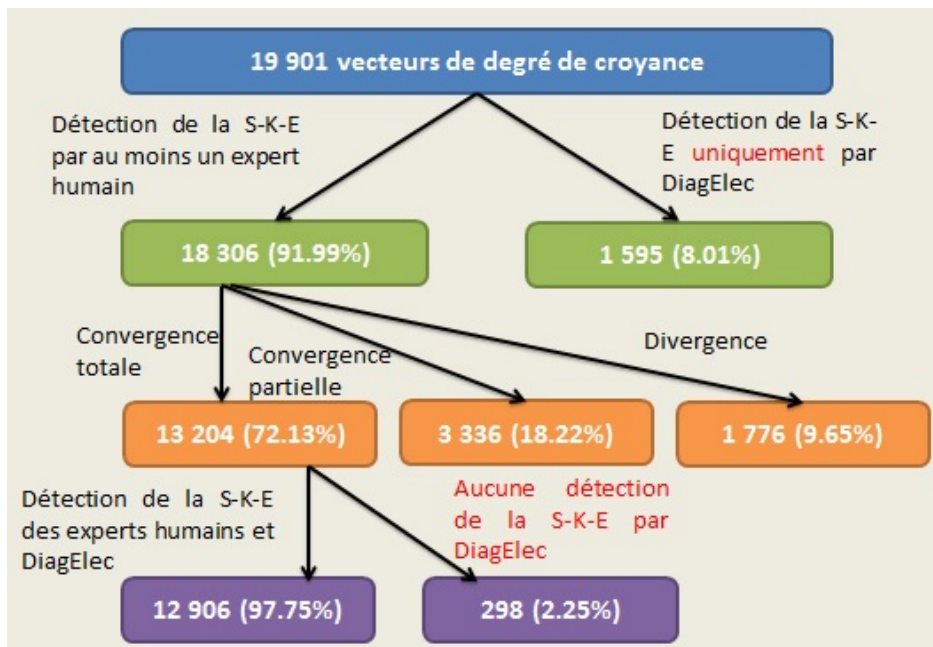 19 901 vecteurs de degré de croyance
Détection de la S-K-E
par au moins un expert
humain
Détection de la S-K-
E uniquement par
DiagElec
18 306 (91.99%)
1 595 (8.01%)
Convergence
totale
Convergence
partielle
Divergence
13 204 (72.13%)
3 336 (18.22%)
1 776 (9.65%)
Détection de la S-K-E
des experts humains et
DiagElec
Aucune détection
de la S-K-E par
DiagElec
12 906 (97.75%)
298 (2.25%)